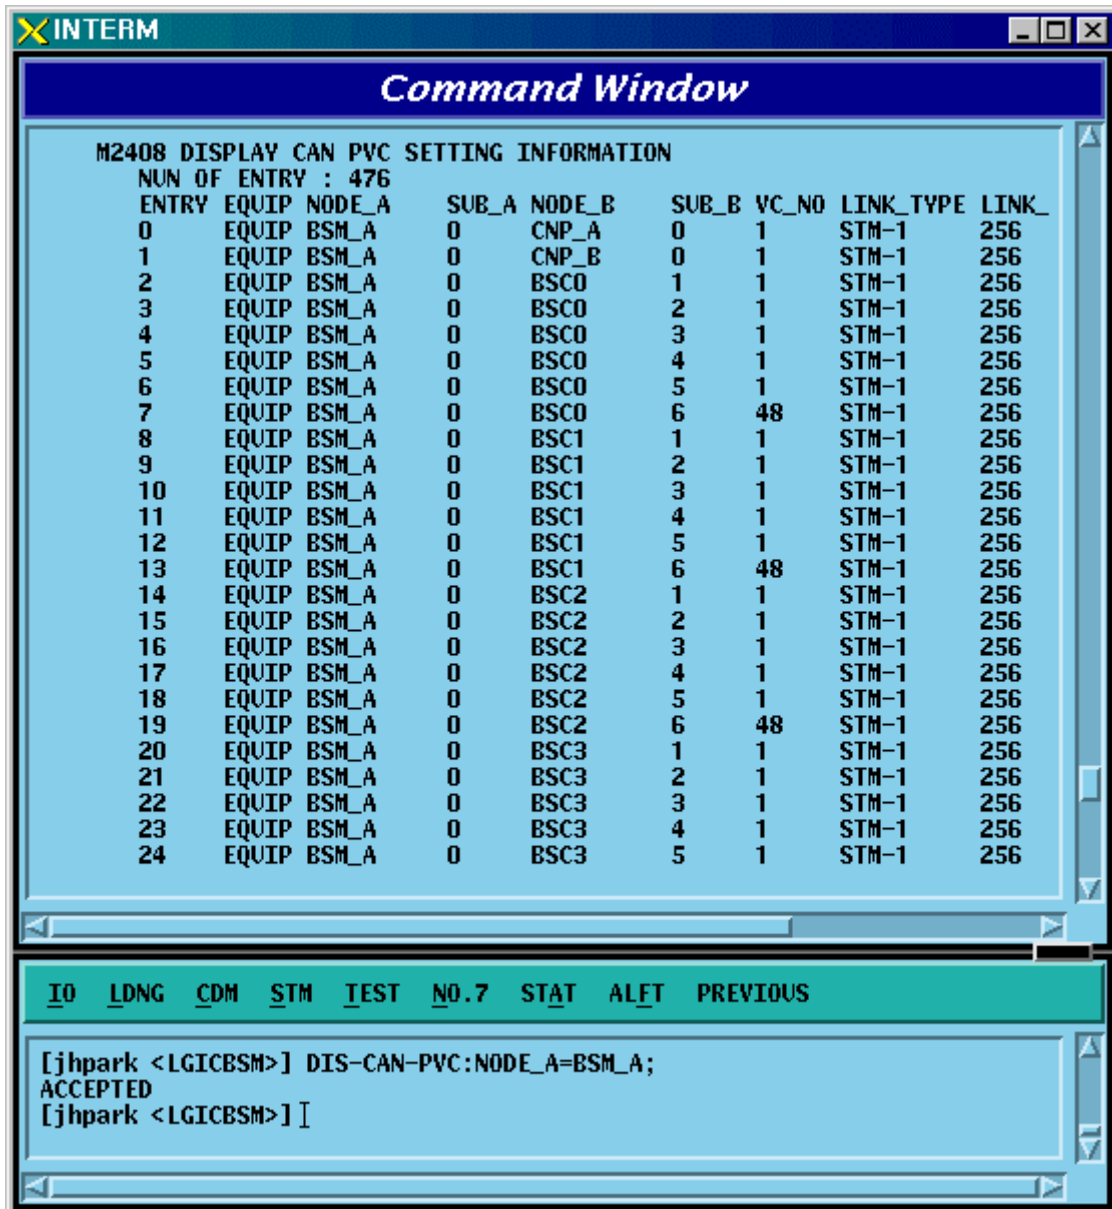 INTERM
Command Window
M2408 DISPLAY CAN PVC SETTING INFORMATION
NUN OF ENTRY : 476
ENTRY EQUIP NODE_A SUB_A NODE_B SUB_B VC_NO LINK_TYPE LINK_
0 EQUIP BSM_A 0 CNP_A 0 1 STM-1 256
1 EQUIP BSM_A 0 CNP_B 0 1 STM-1 256
2 EQUIP BSM_A 0 BSC0 1 1 STM-1 256
3 EQUIP BSM_A 0 BSC0 2 1 STM-1 256
4 EQUIP BSM_A 0 BSC0 3 1 STM-1 256
5 EQUIP BSM_A 0 BSC0 4 1 STM-1 256
6 EQUIP BSM_A 0 BSC0 5 1 STM-1 256
7 EQUIP BSM_A 0 BSC0 6 48 STM-1 256
8 EQUIP BSM_A 0 BSC1 1 1 STM-1 256
9 EQUIP BSM_A 0 BSC1 2 1 STM-1 256
10 EQUIP BSM_A 0 BSC1 3 1 STM-1 256
11 EQUIP BSM_A 0 BSC1 4 1 STM-1 256
12 EQUIP BSM_A 0 BSC1 5 1 STM-1 256
13 EQUIP BSM_A 0 BSC1 6 48 STM-1 256
14 EQUIP BSM_A 0 BSC2 1 1 STM-1 256
15 EQUIP BSM_A 0 BSC2 2 1 STM-1 256
16 EQUIP BSM_A 0 BSC2 3 1 STM-1 256
17 EQUIP BSM_A 0 BSC2 4 1 STM-1 256
18 EQUIP BSM_A 0 BSC2 5 1 STM-1 256
19 EQUIP BSM_A 0 BSC2 6 48 STM-1 256
20 EQUIP BSM_A 0 BSC3 1 1 STM-1 256
21 EQUIP BSM_A 0 BSC3 2 1 STM-1 256
22 EQUIP BSM_A 0 BSC3 3 1 STM-1 256
23 EQUIP BSM_A 0 BSC3 4 1 STM-1 256
24 EQUIP BSM_A 0 BSC3 5 1 STM-1 256
IO LDNG CDM STM TEST NO.7 STAT ALFT PREVIOUS
[jhpark <LGICBSM>] DIS-CAN-PVC:NODE_A=BSM_A;
ACCEPTED
[jhpark <LGICBSM>]